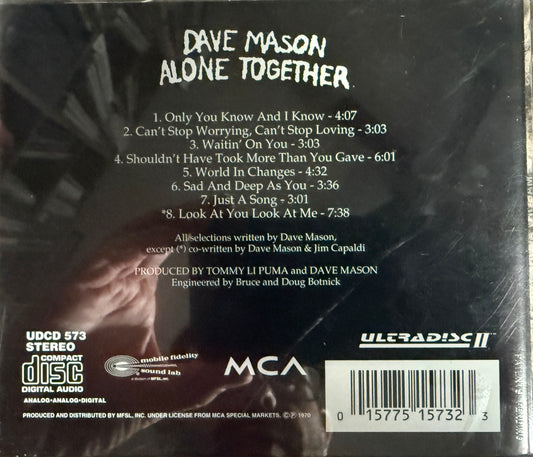 DAVE MASON
ALONE TOGETHER
1. Only You Know And I Know - 4:07
2. Can't Stop Worrying, Can't Stop Loving - 3:03
3. Waitin' On You - 3:03
4. Shouldn't Have Took More Than You Gave - 6:01
5. World In Changes - 4:32
6. Sad And Deep As You - 3:36
7. Just A Song - 3:01
*8. Look At You Look At Me - 7:38
All selections written by Dave Mason,
except (*) co-written by Dave Mason & Jim Capaldi
PRODUCED BY TOMMY LI PUMA and DAVE MASON
Engineered by Bruce and Doug Botnick
UDCD 573
STEREO
COMPACT
disc
DIGITAL AUDIO
ANALOG•ANALOG•DIGITAL
mobile fidelity
sound lab
a division of MFSL, INC.
MCA
ULTRADISC II™
PRODUCED AND DISTRIBUTED BY MFSL, INC. UNDER LICENSE FROM MCA SPECIAL MARKETS. ©℗ 1970
0 15775 15732 3